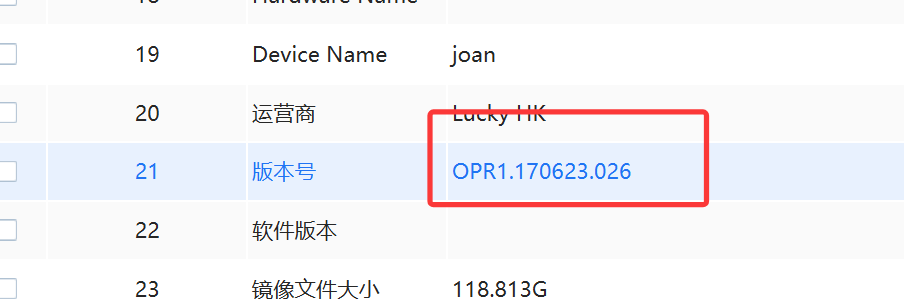 18 Hardware Name
19 Device Name joan
20 运营商 Lucky HK
21 版本号 OPR1.170623.026
22 软件版本
23 镜像文件大小 118.813G